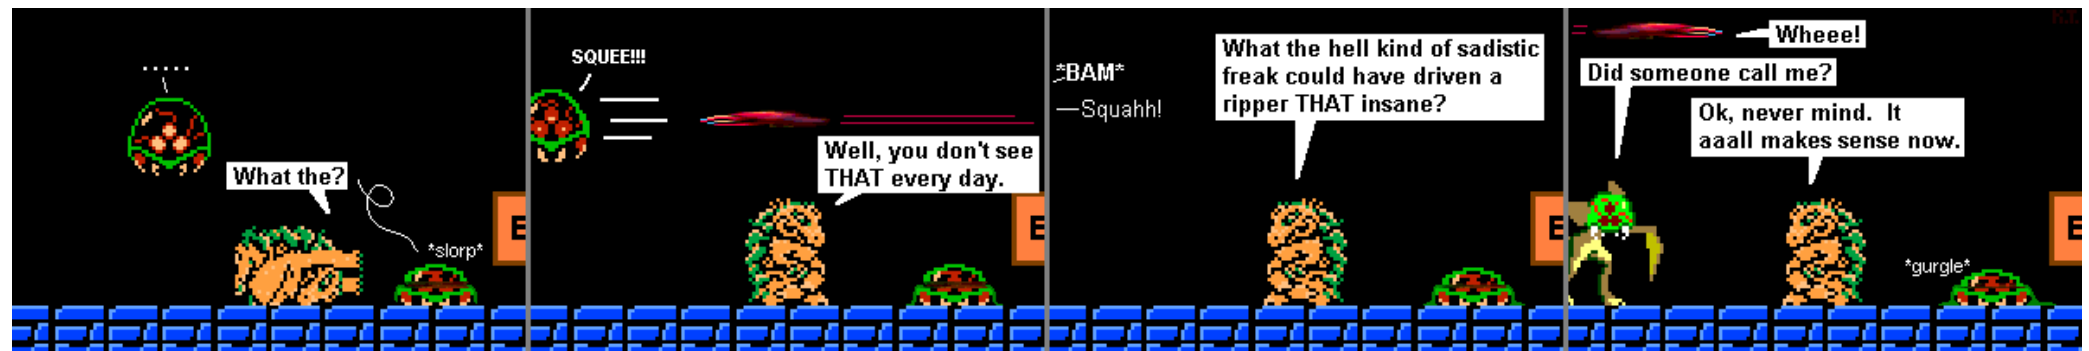 .....
What the?
*slorp*
E
SQUEE!!!
Well, you don't see
THAT every day.
E
*BAM*
—Squahh!
What the hell kind of sadistic
freak could have driven a
ripper THAT insane?
E
Wheee!
Did someone call me?
Ok, never mind. It
aaall makes sense now.
*gurgle*
E